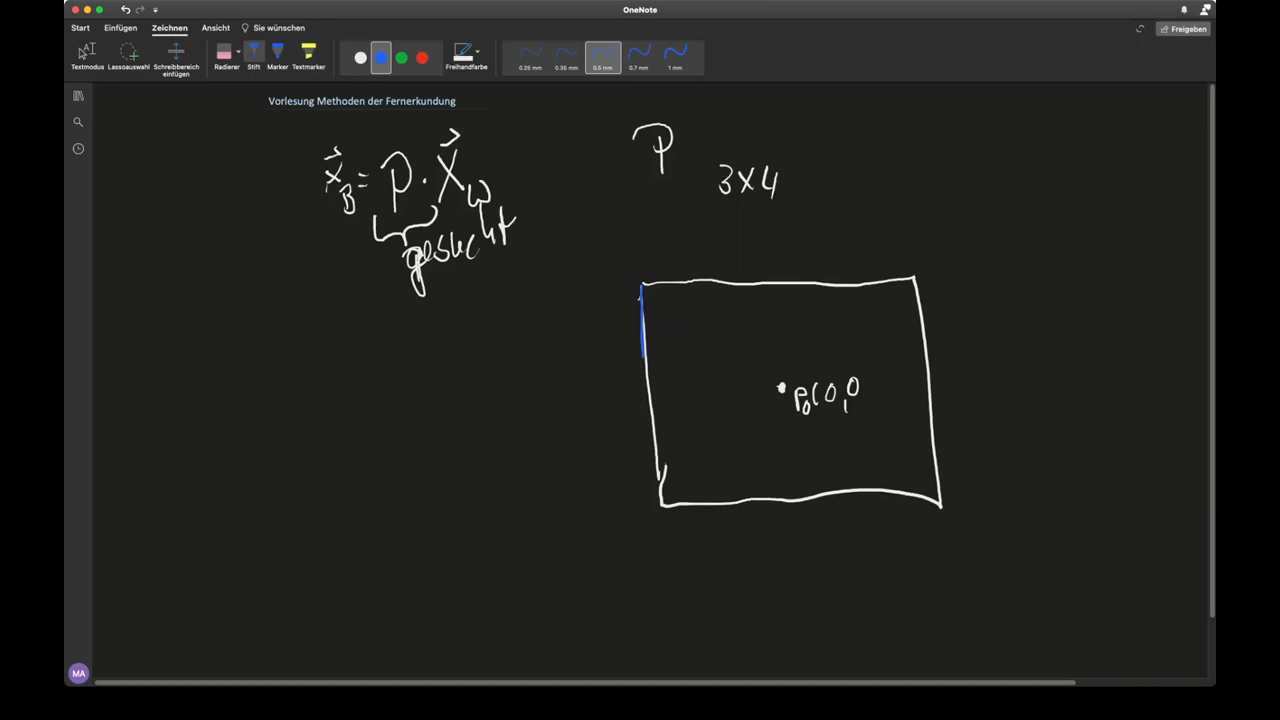 OneNote
Start Einfügen Zeichnen Ansicht Sie wünschen
Freigeben
Textmodus Lassoauswahl Schreibbereich einfügen Radierer Stift Marker Textmarker Freihandfarbe 0.25 mm 0.35 mm 0.5 mm 0.7 mm 1 mm
Vorlesung Methoden der Fernerkundung
x⃗_B = P · X⃗_W
gesucht
P
3x4
P₀(0,0
MA